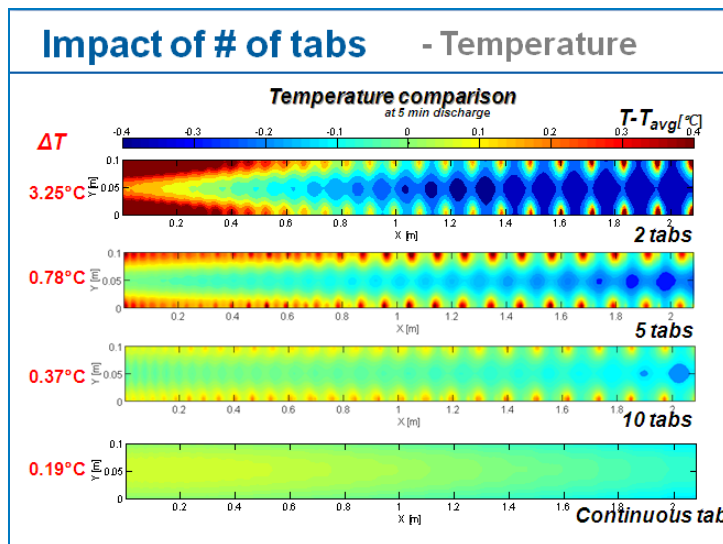 Impact of # of tabs - Temperature
Temperature comparison
at 5 min discharge
T-Tavg[℃]
ΔT
-0.4 -0.3 -0.2 -0.1 0 0.1 0.2 0.3 0.4
3.25°C
Y [m]
0.1
0.05
0
0.2 0.4 0.6 0.8 1 1.2 1.4 1.6 1.8 2
X [m]
2 tabs
0.78°C
Y [m]
0.1
0.05
0
0.2 0.4 0.6 0.8 1 1.2 1.4 1.6 1.8 2
X [m]
5 tabs
0.37°C
Y [m]
0.1
0.05
0
0.2 0.4 0.6 0.8 1 1.2 1.4 1.6 1.8 2
X [m]
10 tabs
0.19°C
Y [m]
0.1
0.05
0
0.2 0.4 0.6 0.8 1 1.2 1.4 1.6 1.8 2
X [m]
Continuous tab